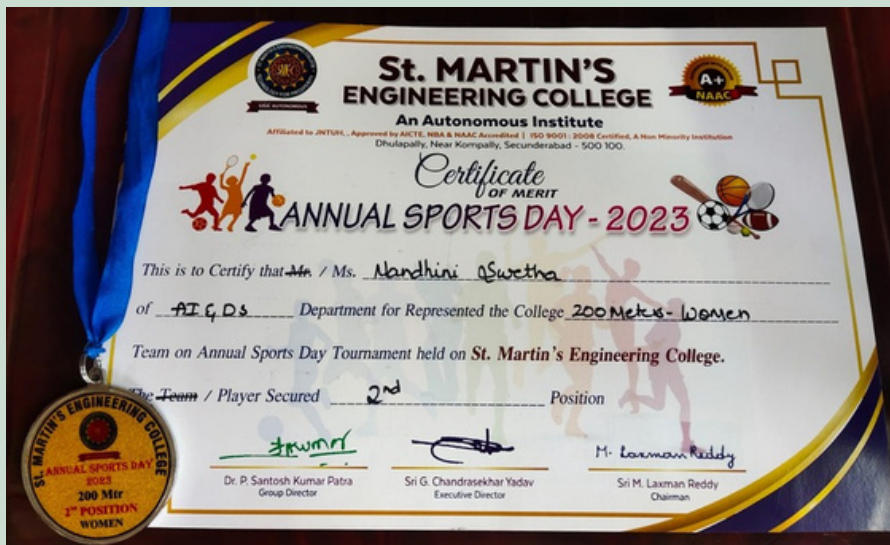 St. MARTIN'S
ENGINEERING COLLEGE
An Autonomous Institute
Affiliated to JNTUH, , Approved by AICTE, NBA & NAAC Accredited | ISO 9001 : 2008 Certified, A Non Minority Institution
Dhulapally, Near Kompally, Secunderabad - 500 100.
UGC AUTONOMOUS
A+
NAAC
Certificate
OF MERIT
ANNUAL SPORTS DAY - 2023
This is to Certify that Mr. / Ms. Nandhini Swetha
of AI & DS Department for Represented the College 200 Meters - Women
Team on Annual Sports Day Tournament held on St. Martin's Engineering College.
The Team / Player Secured 2nd Position
M. Laxman Reddy
Dr. P. Santosh Kumar Patra
Group Director
Sri G. Chandrasekhar Yadav
Executive Director
Sri M. Laxman Reddy
Chairman
St. MARTIN'S ENGINEERING COLLEGE
ANNUAL SPORTS DAY
2023
200 Mtr
2ND POSITION
WOMEN